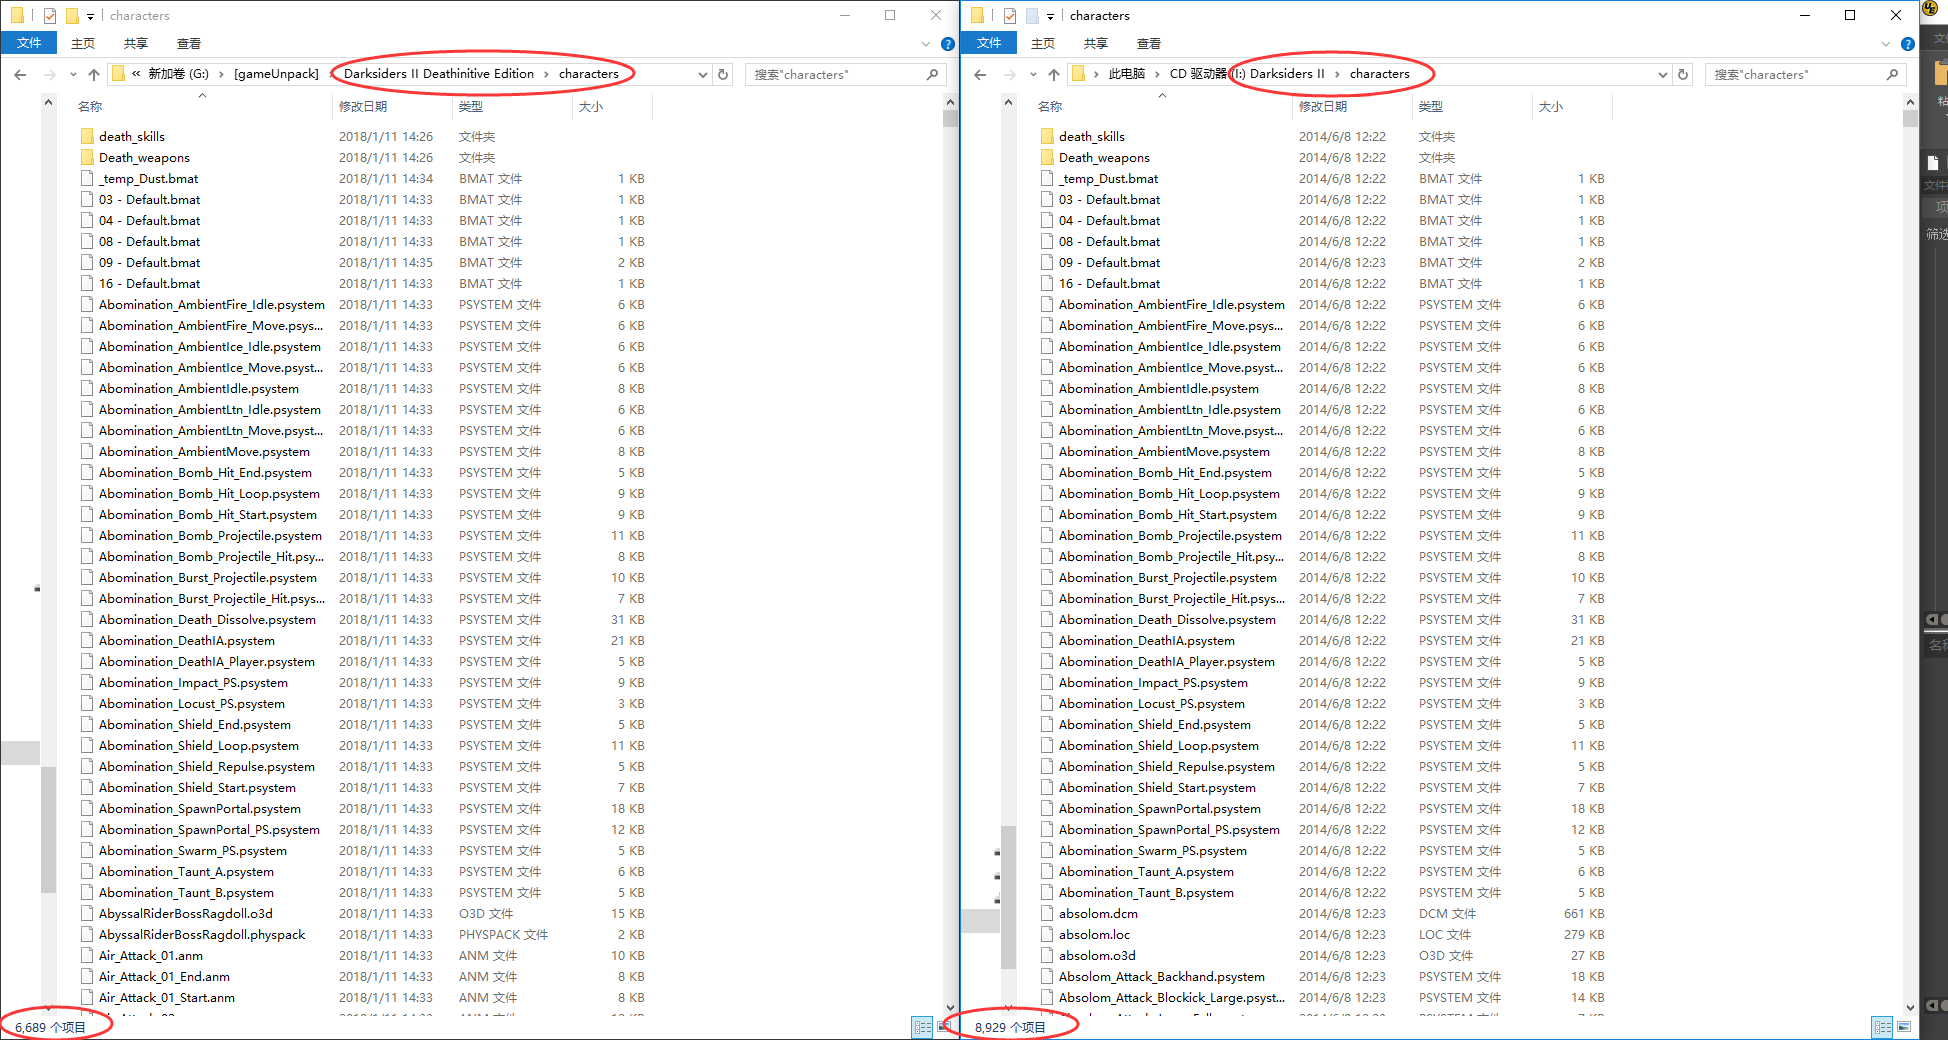 characters
文件 主页 共享 查看
« 新加卷 (G:) › [gameUnpack] › Darksiders II Deathinitive Edition › characters
搜索"characters"
名称 修改日期 类型 大小
death_skills 2018/1/11 14:26 文件夹
Death_weapons 2018/1/11 14:26 文件夹
_temp_Dust.bmat 2018/1/11 14:34 BMAT 文件 1 KB
03 - Default.bmat 2018/1/11 14:33 BMAT 文件 1 KB
04 - Default.bmat 2018/1/11 14:33 BMAT 文件 1 KB
08 - Default.bmat 2018/1/11 14:33 BMAT 文件 1 KB
09 - Default.bmat 2018/1/11 14:35 BMAT 文件 2 KB
16 - Default.bmat 2018/1/11 14:33 BMAT 文件 1 KB
Abomination_AmbientFire_Idle.psystem 2018/1/11 14:33 PSYSTEM 文件 6 KB
Abomination_AmbientFire_Move.psys... 2018/1/11 14:33 PSYSTEM 文件 6 KB
Abomination_AmbientIce_Idle.psystem 2018/1/11 14:33 PSYSTEM 文件 6 KB
Abomination_AmbientIce_Move.psyst... 2018/1/11 14:33 PSYSTEM 文件 6 KB
Abomination_AmbientIdle.psystem 2018/1/11 14:33 PSYSTEM 文件 8 KB
Abomination_AmbientLtn_Idle.psystem 2018/1/11 14:33 PSYSTEM 文件 6 KB
Abomination_AmbientLtn_Move.psyst... 2018/1/11 14:33 PSYSTEM 文件 6 KB
Abomination_AmbientMove.psystem 2018/1/11 14:33 PSYSTEM 文件 8 KB
Abomination_Bomb_Hit_End.psystem 2018/1/11 14:33 PSYSTEM 文件 5 KB
Abomination_Bomb_Hit_Loop.psystem 2018/1/11 14:33 PSYSTEM 文件 9 KB
Abomination_Bomb_Hit_Start.psystem 2018/1/11 14:33 PSYSTEM 文件 9 KB
Abomination_Bomb_Projectile.psystem 2018/1/11 14:33 PSYSTEM 文件 11 KB
Abomination_Bomb_Projectile_Hit.psy... 2018/1/11 14:33 PSYSTEM 文件 8 KB
Abomination_Burst_Projectile.psystem 2018/1/11 14:33 PSYSTEM 文件 10 KB
Abomination_Burst_Projectile_Hit.psys... 2018/1/11 14:33 PSYSTEM 文件 7 KB
Abomination_Death_Dissolve.psystem 2018/1/11 14:33 PSYSTEM 文件 31 KB
Abomination_DeathIA.psystem 2018/1/11 14:33 PSYSTEM 文件 21 KB
Abomination_DeathIA_Player.psystem 2018/1/11 14:33 PSYSTEM 文件 5 KB
Abomination_Impact_PS.psystem 2018/1/11 14:33 PSYSTEM 文件 9 KB
Abomination_Locust_PS.psystem 2018/1/11 14:33 PSYSTEM 文件 3 KB
Abomination_Shield_End.psystem 2018/1/11 14:33 PSYSTEM 文件 5 KB
Abomination_Shield_Loop.psystem 2018/1/11 14:33 PSYSTEM 文件 11 KB
Abomination_Shield_Repulse.psystem 2018/1/11 14:33 PSYSTEM 文件 5 KB
Abomination_Shield_Start.psystem 2018/1/11 14:33 PSYSTEM 文件 7 KB
Abomination_SpawnPortal.psystem 2018/1/11 14:33 PSYSTEM 文件 18 KB
Abomination_SpawnPortal_PS.psystem 2018/1/11 14:33 PSYSTEM 文件 12 KB
Abomination_Swarm_PS.psystem 2018/1/11 14:33 PSYSTEM 文件 5 KB
Abomination_Taunt_A.psystem 2018/1/11 14:33 PSYSTEM 文件 6 KB
Abomination_Taunt_B.psystem 2018/1/11 14:33 PSYSTEM 文件 5 KB
AbyssalRiderBossRagdoll.o3d 2018/1/11 14:33 O3D 文件 15 KB
AbyssalRiderBossRagdoll.physpack 2018/1/11 14:33 PHYSPACK 文件 2 KB
Air_Attack_01.anm 2018/1/11 14:33 ANM 文件 10 KB
Air_Attack_01_End.anm 2018/1/11 14:33 ANM 文件 8 KB
Air_Attack_01_Start.anm 2018/1/11 14:33 ANM 文件 8 KB
6,689 个项目
characters
文件 主页 共享 查看
› 此电脑 › CD 驱动器 (I:) Darksiders II › characters
搜索"characters"
名称 修改日期 类型 大小
death_skills 2014/6/8 12:22 文件夹
Death_weapons 2014/6/8 12:22 文件夹
_temp_Dust.bmat 2014/6/8 12:22 BMAT 文件 1 KB
03 - Default.bmat 2014/6/8 12:22 BMAT 文件 1 KB
04 - Default.bmat 2014/6/8 12:22 BMAT 文件 1 KB
08 - Default.bmat 2014/6/8 12:22 BMAT 文件 1 KB
09 - Default.bmat 2014/6/8 12:23 BMAT 文件 2 KB
16 - Default.bmat 2014/6/8 12:22 BMAT 文件 1 KB
Abomination_AmbientFire_Idle.psystem 2014/6/8 12:22 PSYSTEM 文件 6 KB
Abomination_AmbientFire_Move.psys... 2014/6/8 12:22 PSYSTEM 文件 6 KB
Abomination_AmbientIce_Idle.psystem 2014/6/8 12:22 PSYSTEM 文件 6 KB
Abomination_AmbientIce_Move.psyst... 2014/6/8 12:22 PSYSTEM 文件 6 KB
Abomination_AmbientIdle.psystem 2014/6/8 12:22 PSYSTEM 文件 8 KB
Abomination_AmbientLtn_Idle.psystem 2014/6/8 12:22 PSYSTEM 文件 6 KB
Abomination_AmbientLtn_Move.psyst... 2014/6/8 12:22 PSYSTEM 文件 6 KB
Abomination_AmbientMove.psystem 2014/6/8 12:22 PSYSTEM 文件 8 KB
Abomination_Bomb_Hit_End.psystem 2014/6/8 12:22 PSYSTEM 文件 5 KB
Abomination_Bomb_Hit_Loop.psystem 2014/6/8 12:22 PSYSTEM 文件 9 KB
Abomination_Bomb_Hit_Start.psystem 2014/6/8 12:22 PSYSTEM 文件 9 KB
Abomination_Bomb_Projectile.psystem 2014/6/8 12:22 PSYSTEM 文件 11 KB
Abomination_Bomb_Projectile_Hit.psy... 2014/6/8 12:22 PSYSTEM 文件 8 KB
Abomination_Burst_Projectile.psystem 2014/6/8 12:22 PSYSTEM 文件 10 KB
Abomination_Burst_Projectile_Hit.psys... 2014/6/8 12:22 PSYSTEM 文件 7 KB
Abomination_Death_Dissolve.psystem 2014/6/8 12:22 PSYSTEM 文件 31 KB
Abomination_DeathIA.psystem 2014/6/8 12:22 PSYSTEM 文件 21 KB
Abomination_DeathIA_Player.psystem 2014/6/8 12:22 PSYSTEM 文件 5 KB
Abomination_Impact_PS.psystem 2014/6/8 12:22 PSYSTEM 文件 9 KB
Abomination_Locust_PS.psystem 2014/6/8 12:22 PSYSTEM 文件 3 KB
Abomination_Shield_End.psystem 2014/6/8 12:22 PSYSTEM 文件 5 KB
Abomination_Shield_Loop.psystem 2014/6/8 12:22 PSYSTEM 文件 11 KB
Abomination_Shield_Repulse.psystem 2014/6/8 12:22 PSYSTEM 文件 5 KB
Abomination_Shield_Start.psystem 2014/6/8 12:22 PSYSTEM 文件 7 KB
Abomination_SpawnPortal.psystem 2014/6/8 12:22 PSYSTEM 文件 18 KB
Abomination_SpawnPortal_PS.psystem 2014/6/8 12:22 PSYSTEM 文件 12 KB
Abomination_Swarm_PS.psystem 2014/6/8 12:22 PSYSTEM 文件 5 KB
Abomination_Taunt_A.psystem 2014/6/8 12:22 PSYSTEM 文件 6 KB
Abomination_Taunt_B.psystem 2014/6/8 12:22 PSYSTEM 文件 5 KB
absolom.dcm 2014/6/8 12:23 DCM 文件 661 KB
absolom.loc 2014/6/8 12:23 LOC 文件 279 KB
absolom.o3d 2014/6/8 12:23 O3D 文件 27 KB
Absolom_Attack_Backhand.psystem 2014/6/8 12:23 PSYSTEM 文件 18 KB
Absolom_Attack_Blockick_Large.psyst... 2014/6/8 12:23 PSYSTEM 文件 14 KB
8,929 个项目